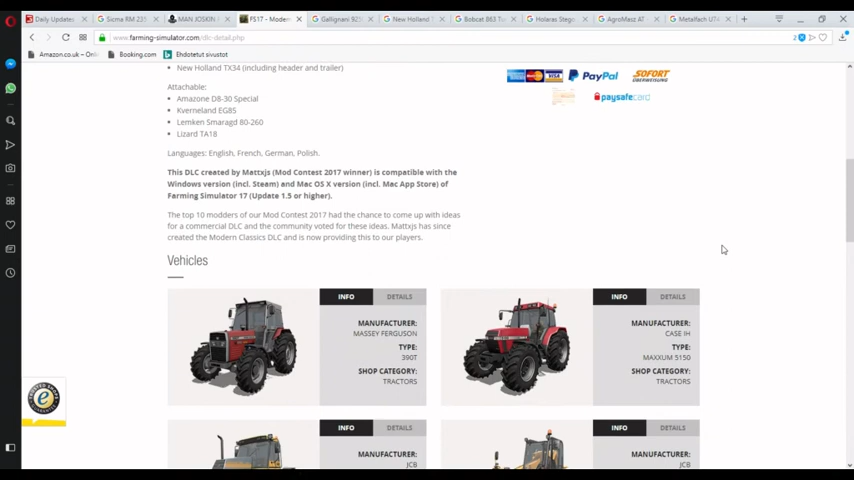 Daily Updates
Sicma RM 235
MAN JOSKIN
FS17 - Modern
Gallignani 925
New Holland
Bobcat 863 Tu
Holaras Stego
AgroMasz AT
Metalfach UT4
www.farming-simulator.com/dlc-detail.php
2
Amazon.co.uk – Onli
Booking.com
Ehdotetut sivustot
New Holland TX34 (including header and trailer)
Attachable:
Amazone D8-30 Special
Kverneland EG85
Lemken Smaragd 80-260
Lizard TA18
Languages: English, French, German, Polish.
This DLC created by Mattxjs (Mod Contest 2017 winner) is compatible with the
Windows version (incl. Steam) and Mac OS X version (incl. Mac App Store) of
Farming Simulator 17 (Update 1.5 or higher).
The top 10 modders of our Mod Contest 2017 had the chance to come up with ideas
for a commercial DLC and the community voted for these ideas. Mattxjs has since
created the Modern Classics DLC and is now providing this to our players.
VISA
PayPal
SOFORT
paysafecard
Vehicles
INFO DETAILS
MANUFACTURER:
MASSEY FERGUSON
TYPE:
390T
SHOP CATEGORY:
TRACTORS
INFO DETAILS
MANUFACTURER:
CASE IH
TYPE:
MAXXUM 5150
SHOP CATEGORY:
TRACTORS
INFO DETAILS
MANUFACTURER:
JCB
INFO DETAILS
MANUFACTURER:
JCB